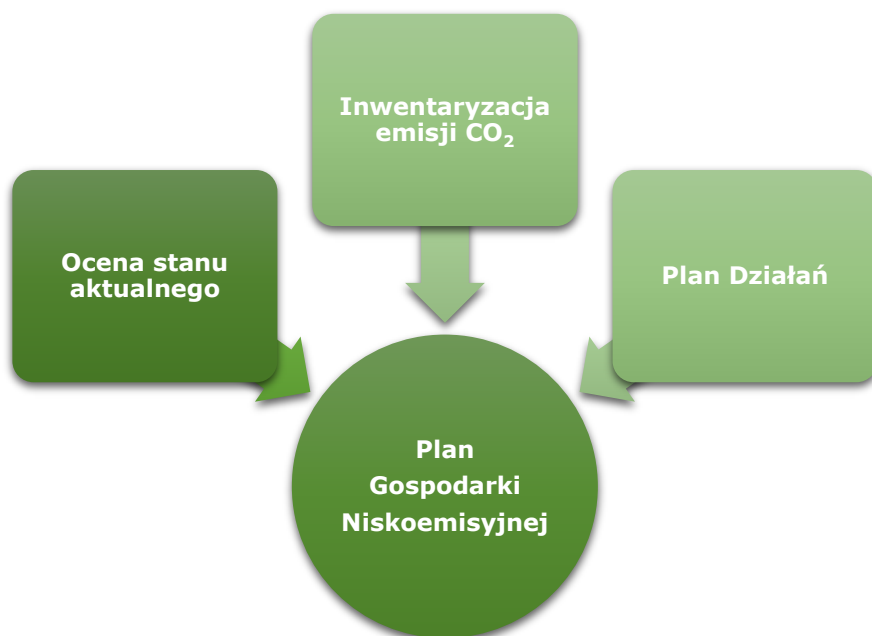 Inwentaryzacja
emisji CO₂
Ocena stanu
aktualnego
Plan Działań
Plan
Gospodarki
Niskoemisyjnej